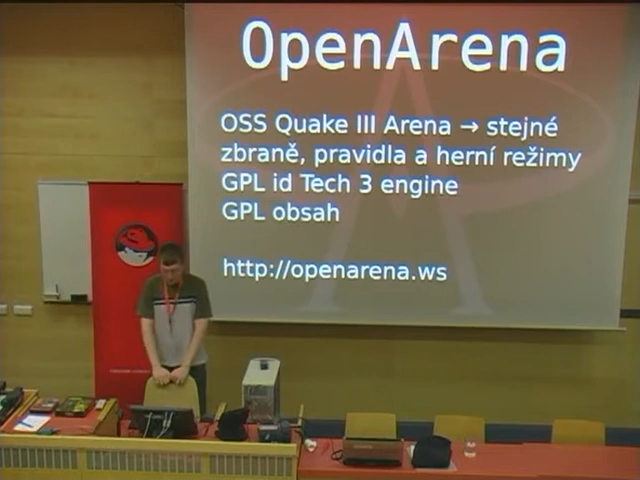 OpenArena
OSS Quake III Arena → stejné
zbraně, pravidla a herní režimy
GPL id Tech 3 engine
GPL obsah
http://openarena.ws